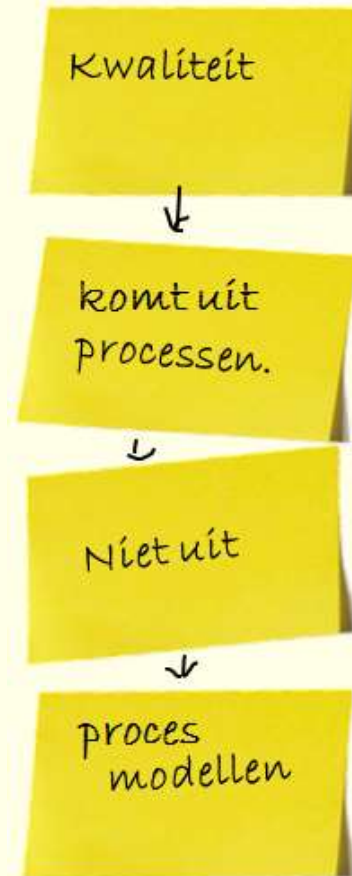 Kwaliteit
komt uit
processen.
Niet uit
proces
modellen